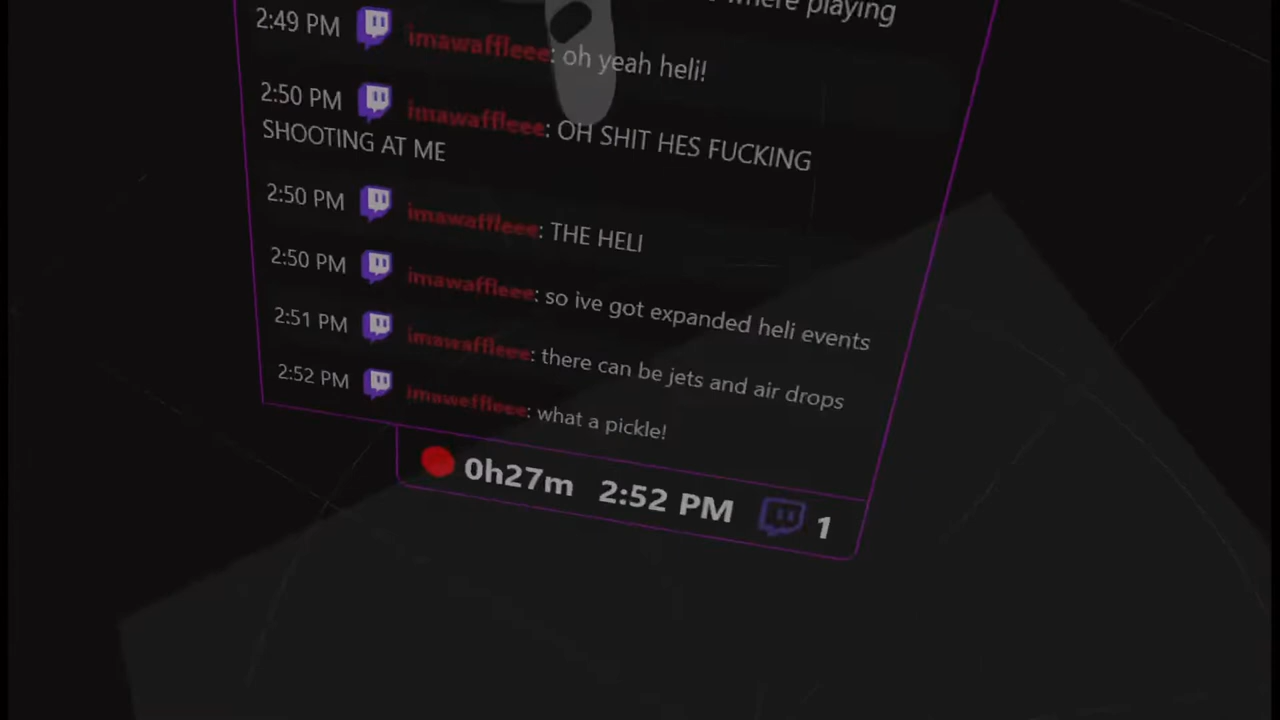 where playing
2:49 PM imawaffleee: oh yeah heli!
2:50 PM imawaffleee: OH SHIT HES FUCKING
SHOOTING AT ME
2:50 PM imawaffleee: THE HELI
2:50 PM imawaffleee: so ive got expanded heli events
2:51 PM imawaffleee: there can be jets and air drops
2:52 PM imawaffleee: what a pickle!
0h27m 2:52 PM 1